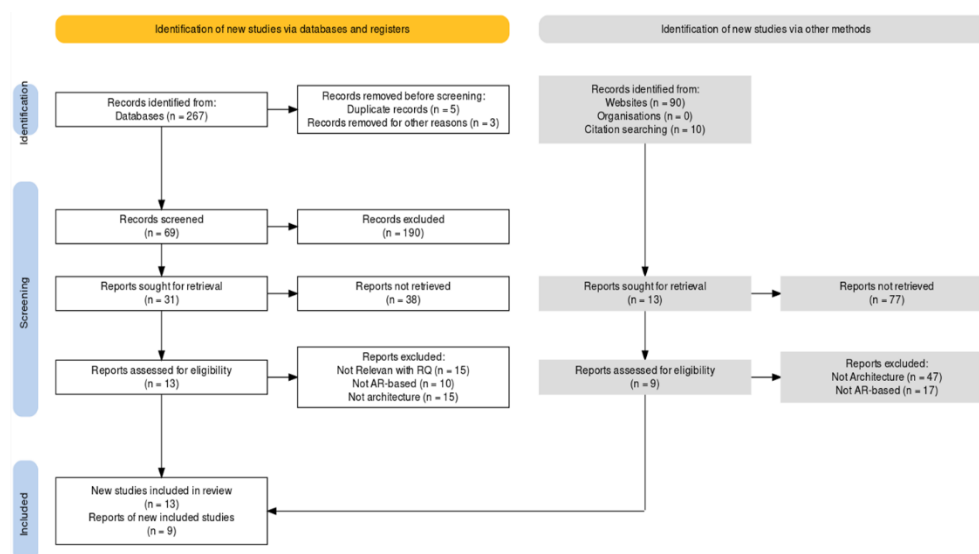 Identification of new studies via databases and registers
Identification of new studies via other methods
Identification
Records identified from:
Databases (n = 267)
Records removed before screening:
Duplicate records (n = 5)
Records removed for other reasons (n = 3)
Records identified from:
Websites (n = 90)
Organisations (n = 0)
Citation searching (n = 10)
Screening
Records screened
(n = 69)
Records excluded
(n = 190)
Reports sought for retrieval
(n = 31)
Reports not retrieved
(n = 38)
Reports sought for retrieval
(n = 13)
Reports not retrieved
(n = 77)
Reports assessed for eligibility
(n = 13)
Reports excluded:
Not Relevan with RQ (n = 15)
Not AR-based (n = 10)
Not architecture (n = 15)
Reports assessed for eligibility
(n = 9)
Reports excluded:
Not Architecture (n = 47)
Not AR-based (n = 17)
Included
New studies included in review
(n = 13)
Reports of new included studies
(n = 9)